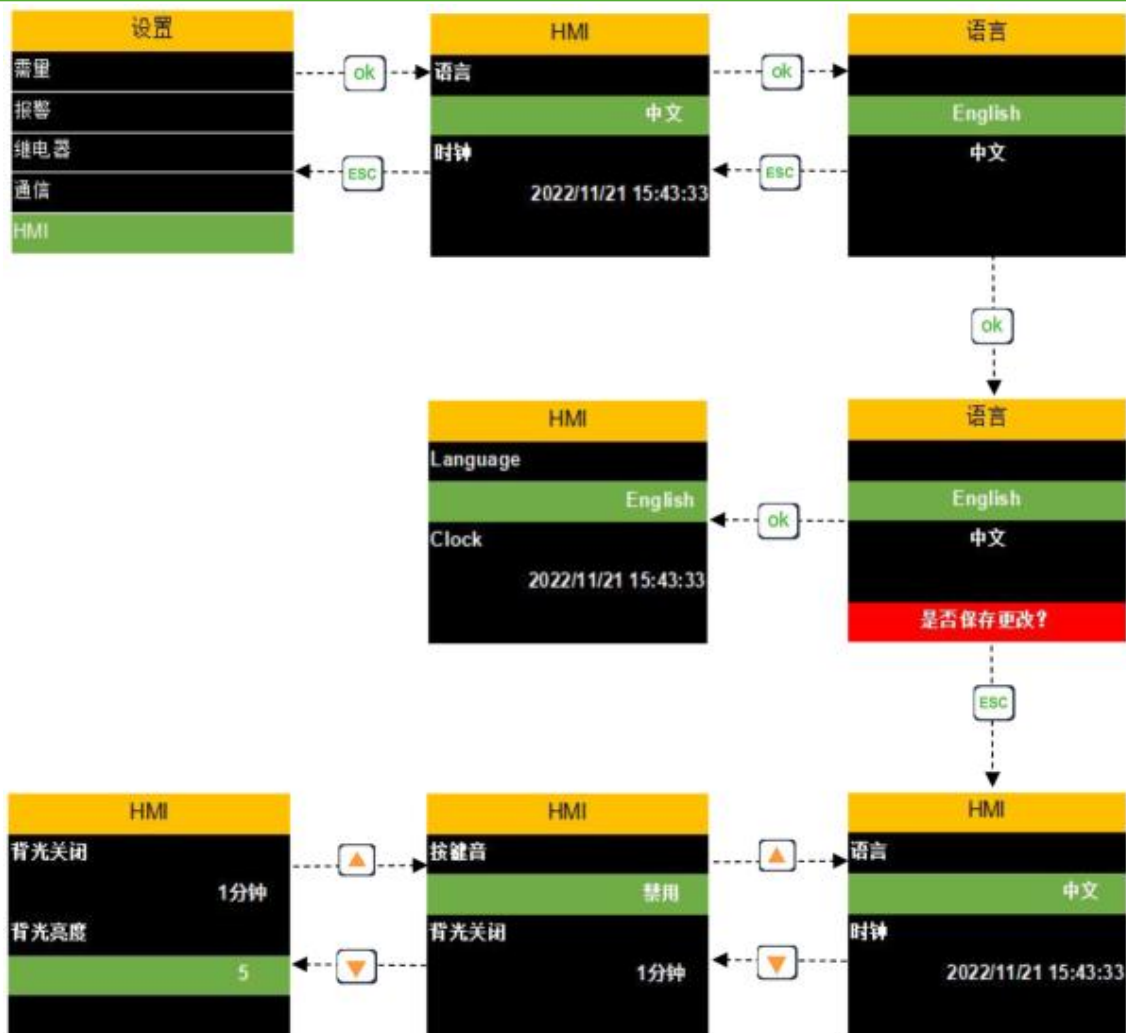 设置
需里
报警
继电器
通信
HMI
ok
ESC
HMI
语言
中文
时钟
2022/11/21 15:43:33
ok
ESC
语言
English
中文
ok
HMI
Language
English
Clock
2022/11/21 15:43:33
ok
语言
English
中文
是否保存更改?
ESC
HMI
背光关闭
1分钟
背光亮度
5
HMI
按键音
禁用
背光关闭
1分钟
HMI
语言
中文
时钟
2022/11/21 15:43:33